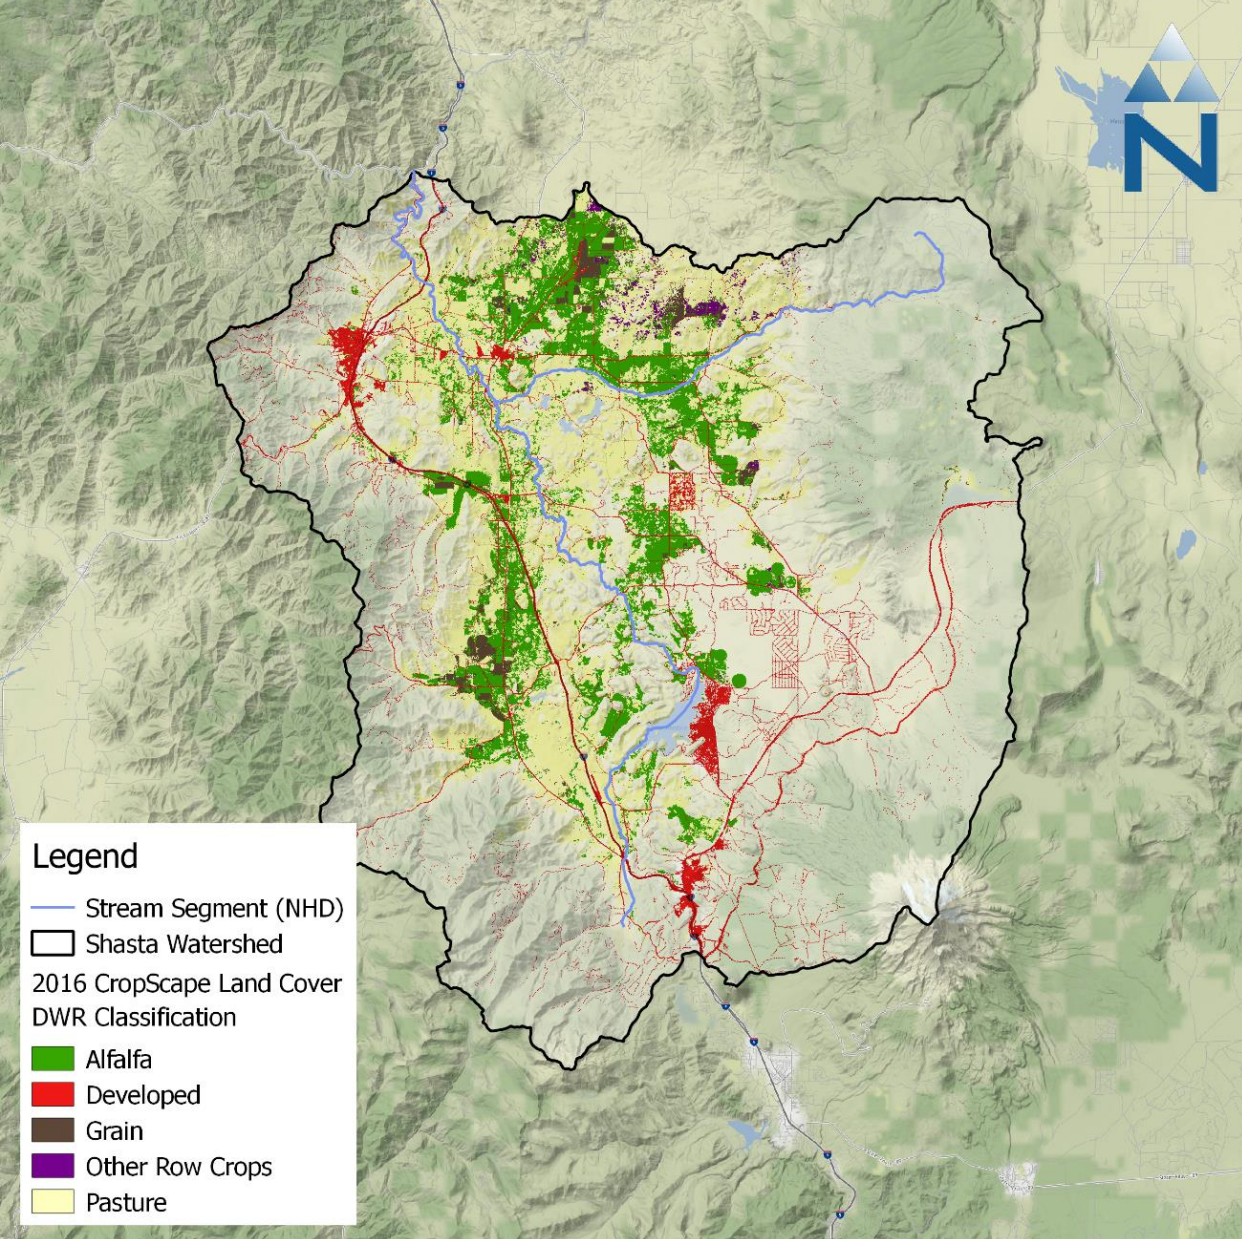 N
Legend
Stream Segment (NHD)
Shasta Watershed
2016 CropScape Land Cover
DWR Classification
Alfalfa
Developed
Grain
Other Row Crops
Pasture